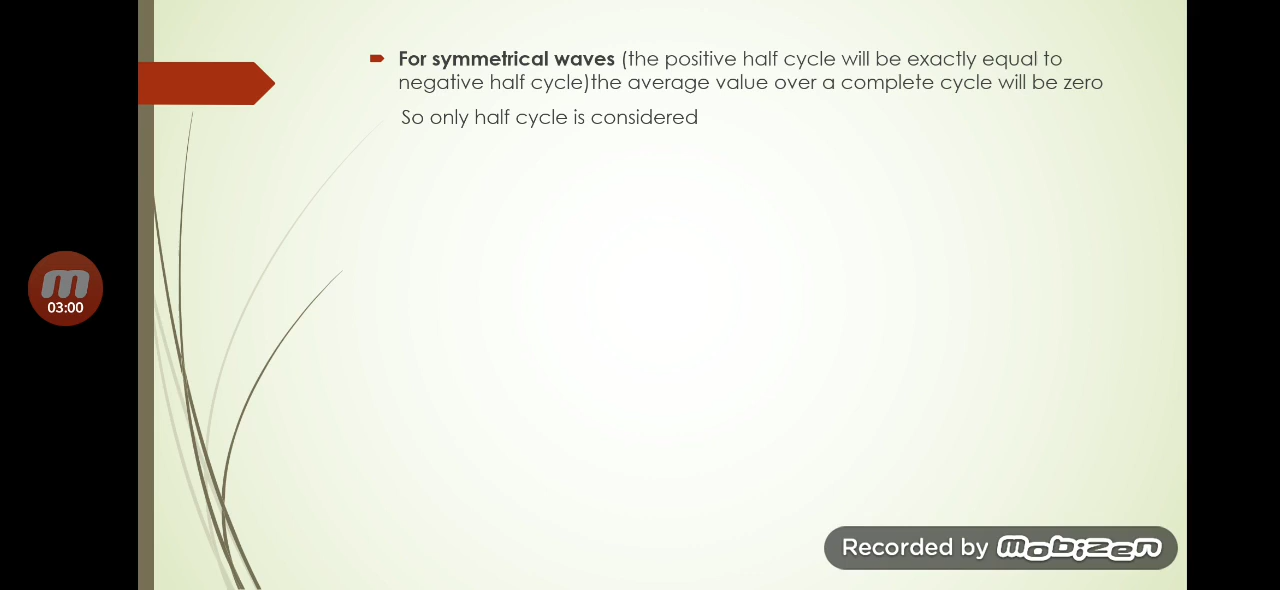 For symmetrical waves (the positive half cycle will be exactly equal to
negative half cycle)the average value over a complete cycle will be zero
So only half cycle is considered
m
03:00
Recorded by mobizen